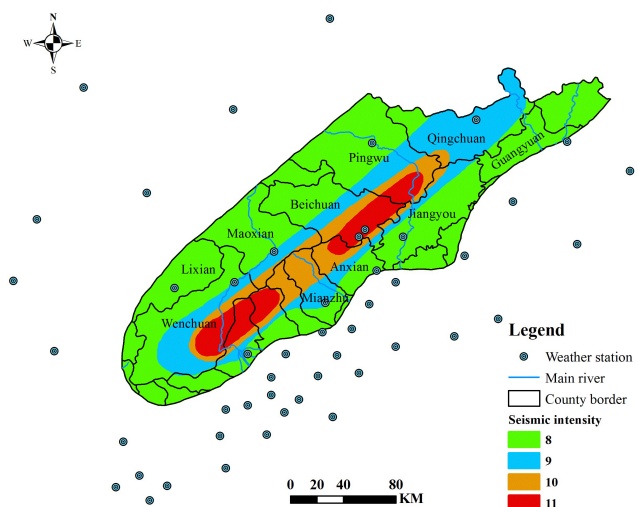 N
W E
S
Qingchuan
Guangyuan
Pingwu
Beichuan
Jiangyou
Maoxian
Anxian
Lixian
Mianzhu
Wenchuan
Legend
Weather station
Main river
County border
Seismic intensity
8
9
10
11
0 20 40 80
KM